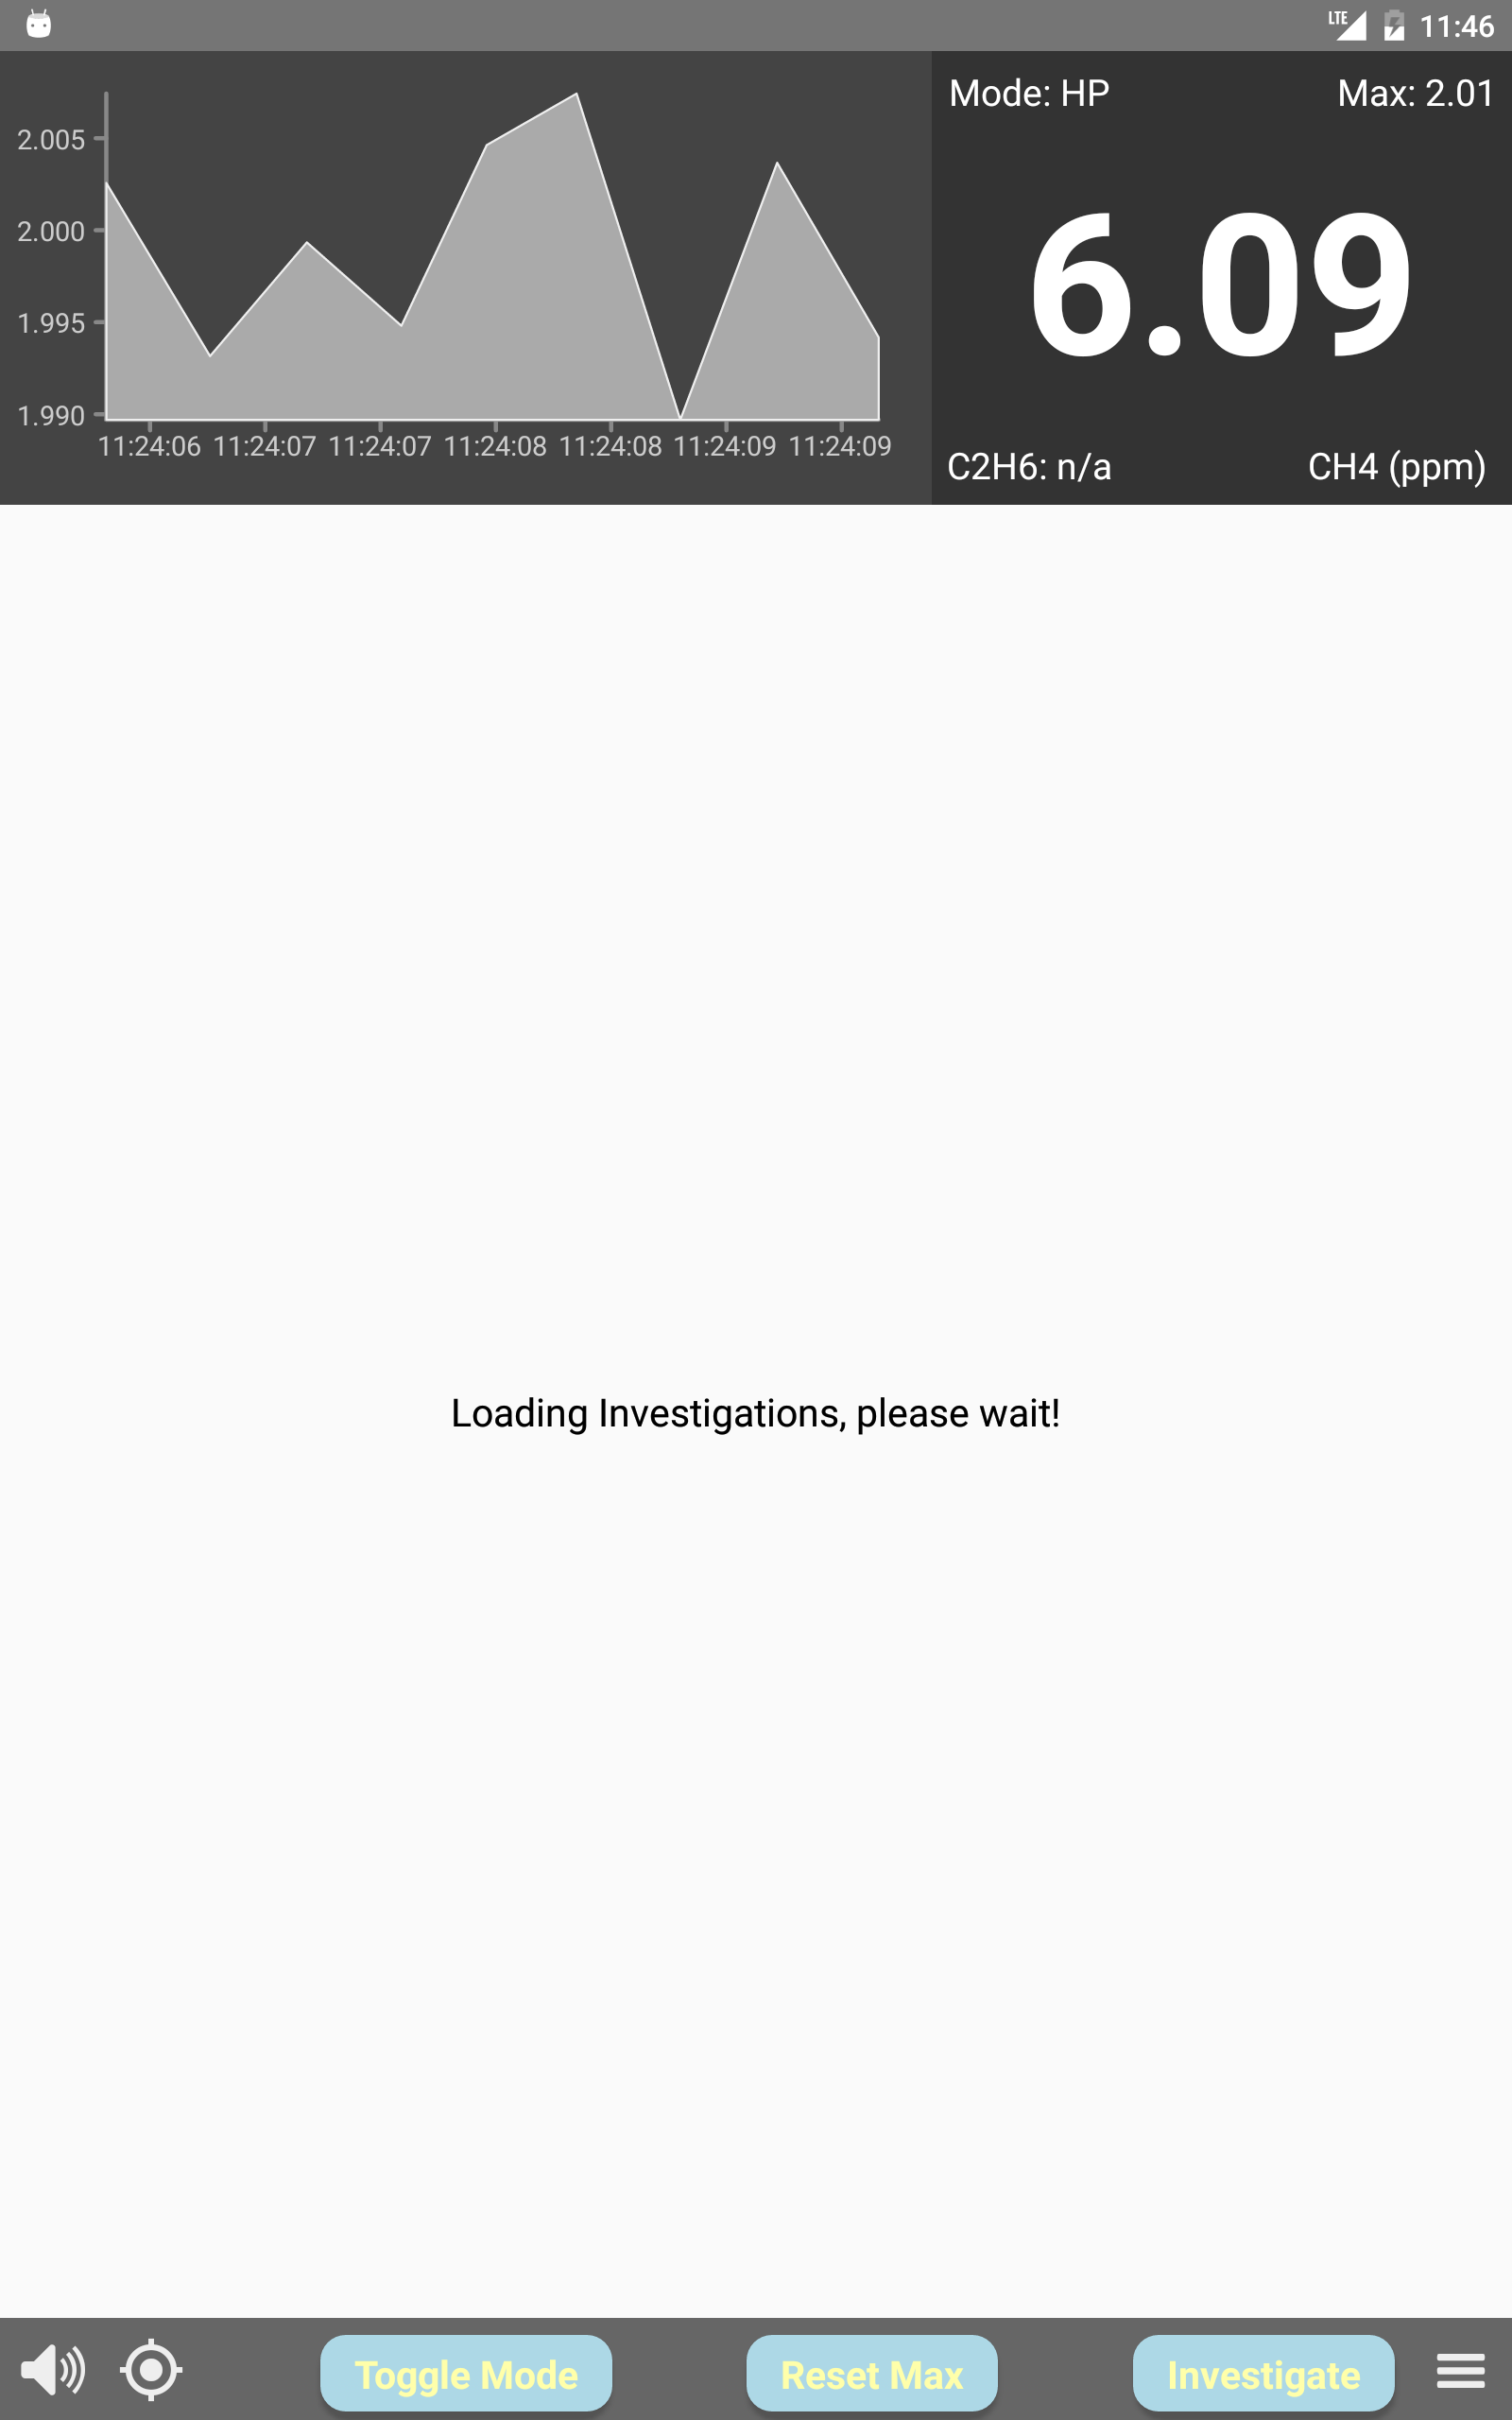 LTE 11:46
Mode: HP Max: 2.01
2.005
2.000
1.995
1.990
11:24:06 11:24:07 11:24:07 11:24:08 11:24:08 11:24:09 11:24:09
6.09
C2H6: n/a CH4 (ppm)
Loading Investigations, please wait!
Toggle Mode Reset Max Investigate